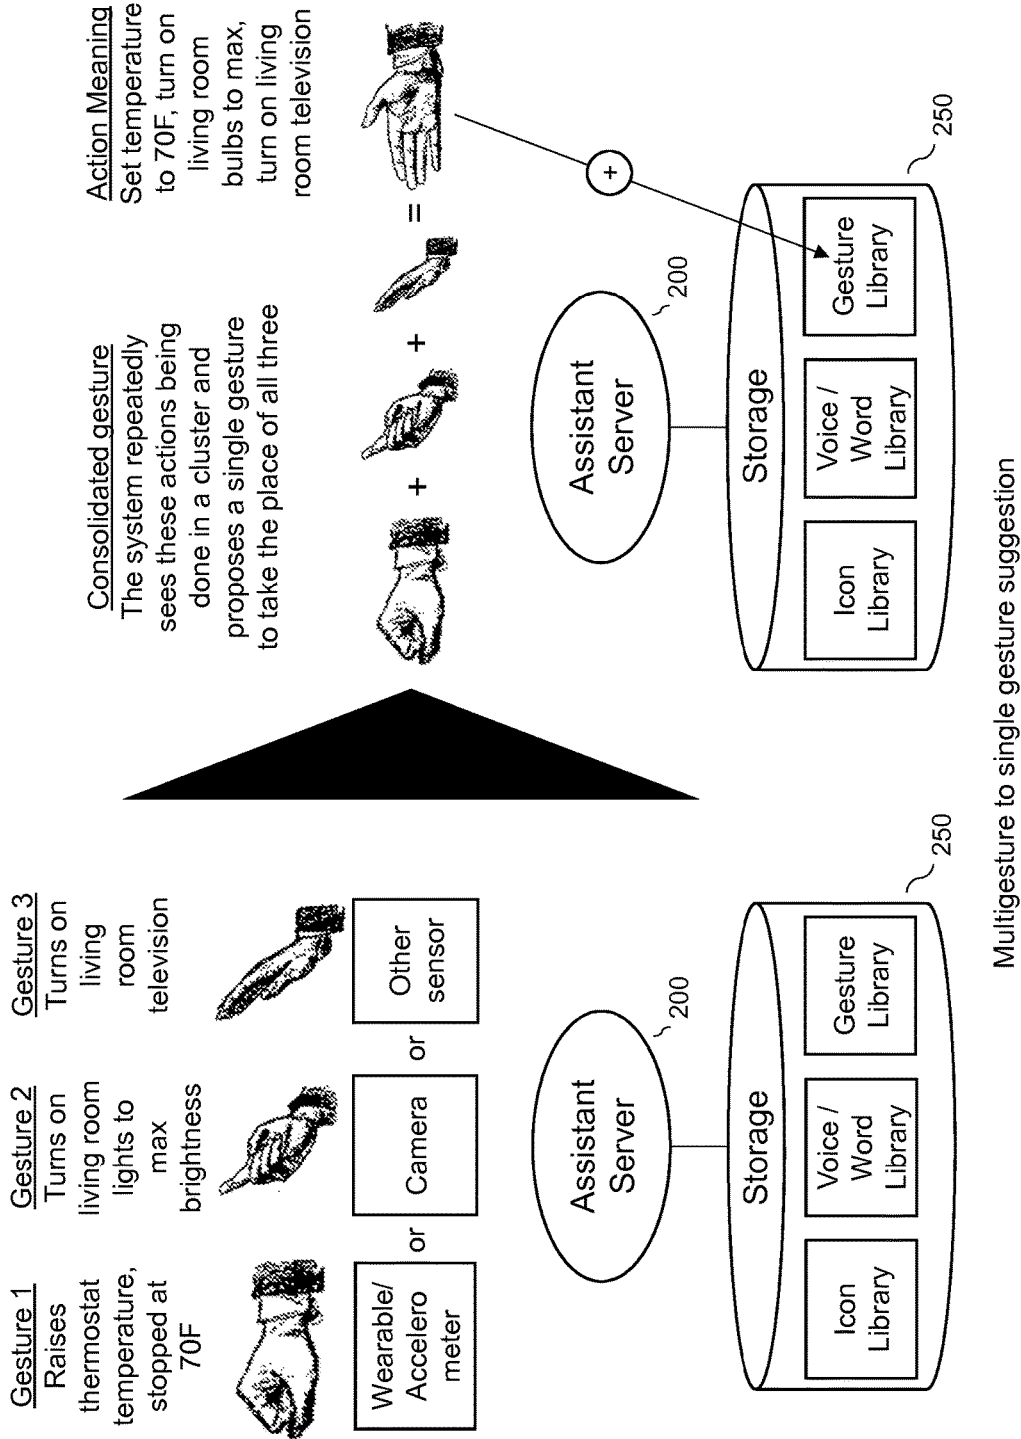 Gesture 1
Raises
thermostat
temperature,
stopped at
70F
Gesture 2
Turns on
living room
lights to
max
brightness
Gesture 3
Turns on
living
room
television
Wearable/
Accelero
meter
or
Camera
or
Other
sensor
Assistant
Server
200
Storage
250
Icon
Library
Voice /
Word
Library
Gesture
Library
Consolidated gesture
The system repeatedly
sees these actions being
done in a cluster and
proposes a single gesture
to take the place of all three
Action Meaning
Set temperature
to 70F, turn on
living room
bulbs to max,
turn on living
room television
+ + =
+
Assistant
Server
200
Storage
250
Icon
Library
Voice /
Word
Library
Gesture
Library
Multigesture to single gesture suggestion